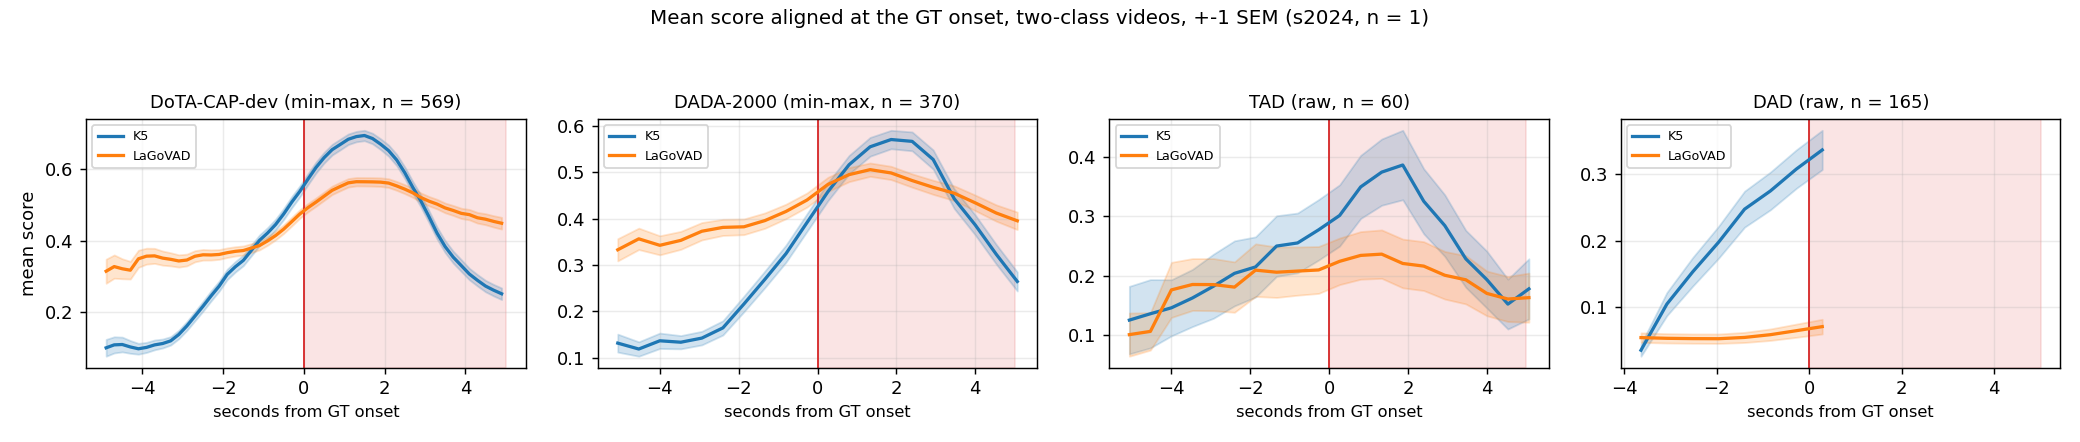 Mean score aligned at the GT onset, two-class videos, +-1 SEM (s2024, n = 1)
DoTA-CAP-dev (min-max, n = 569)
K5
LaGoVAD
mean score
0.6
0.4
0.2
−4
−2
0
2
4
seconds from GT onset
DADA-2000 (min-max, n = 370)
K5
LaGoVAD
0.6
0.5
0.4
0.3
0.2
0.1
−4
−2
0
2
4
seconds from GT onset
TAD (raw, n = 60)
K5
LaGoVAD
0.4
0.3
0.2
0.1
−4
−2
0
2
4
seconds from GT onset
DAD (raw, n = 165)
K5
LaGoVAD
0.3
0.2
0.1
−4
−2
0
2
4
seconds from GT onset